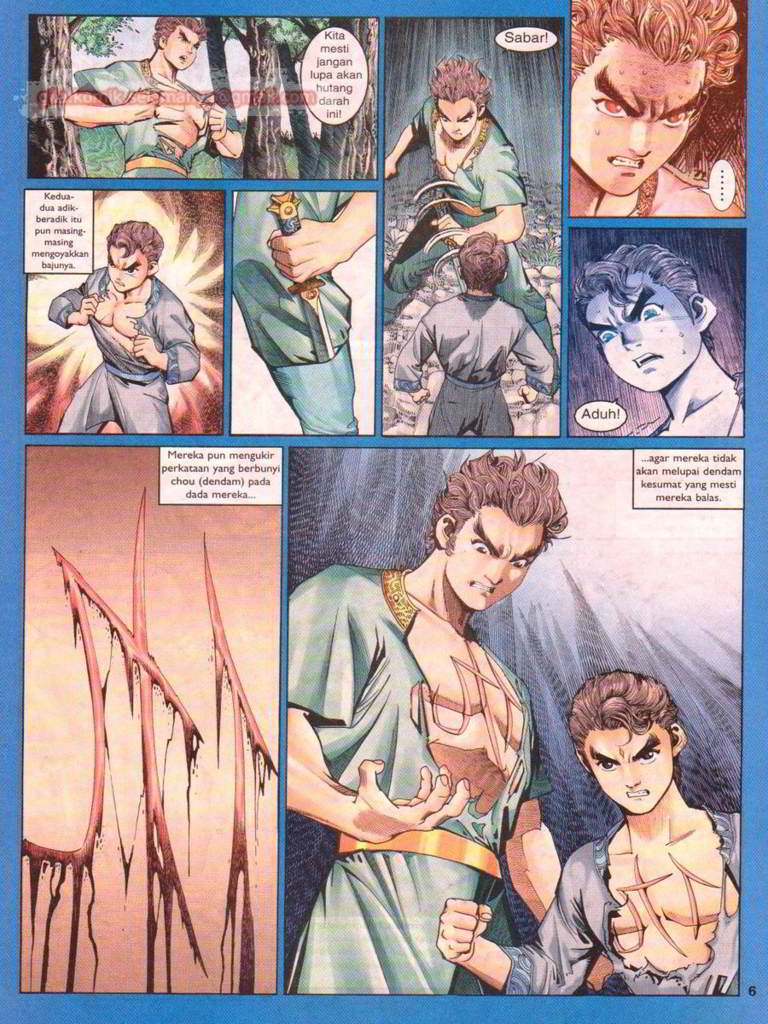 Kita
mesti
jangan
lupa akan
hutang
darah
ini!
Sabar!
......
Kedua-
dua adik-
beradik itu
pun masing-
masing
mengoyakkan
bajunya.
Aduh!
Mereka pun mengukir
perkataan yang berbunyi
chou (dendam) pada
dada mereka...
...agar mereka tidak
akan melupai dendam
kesumat yang mesti
mereka balas.
6